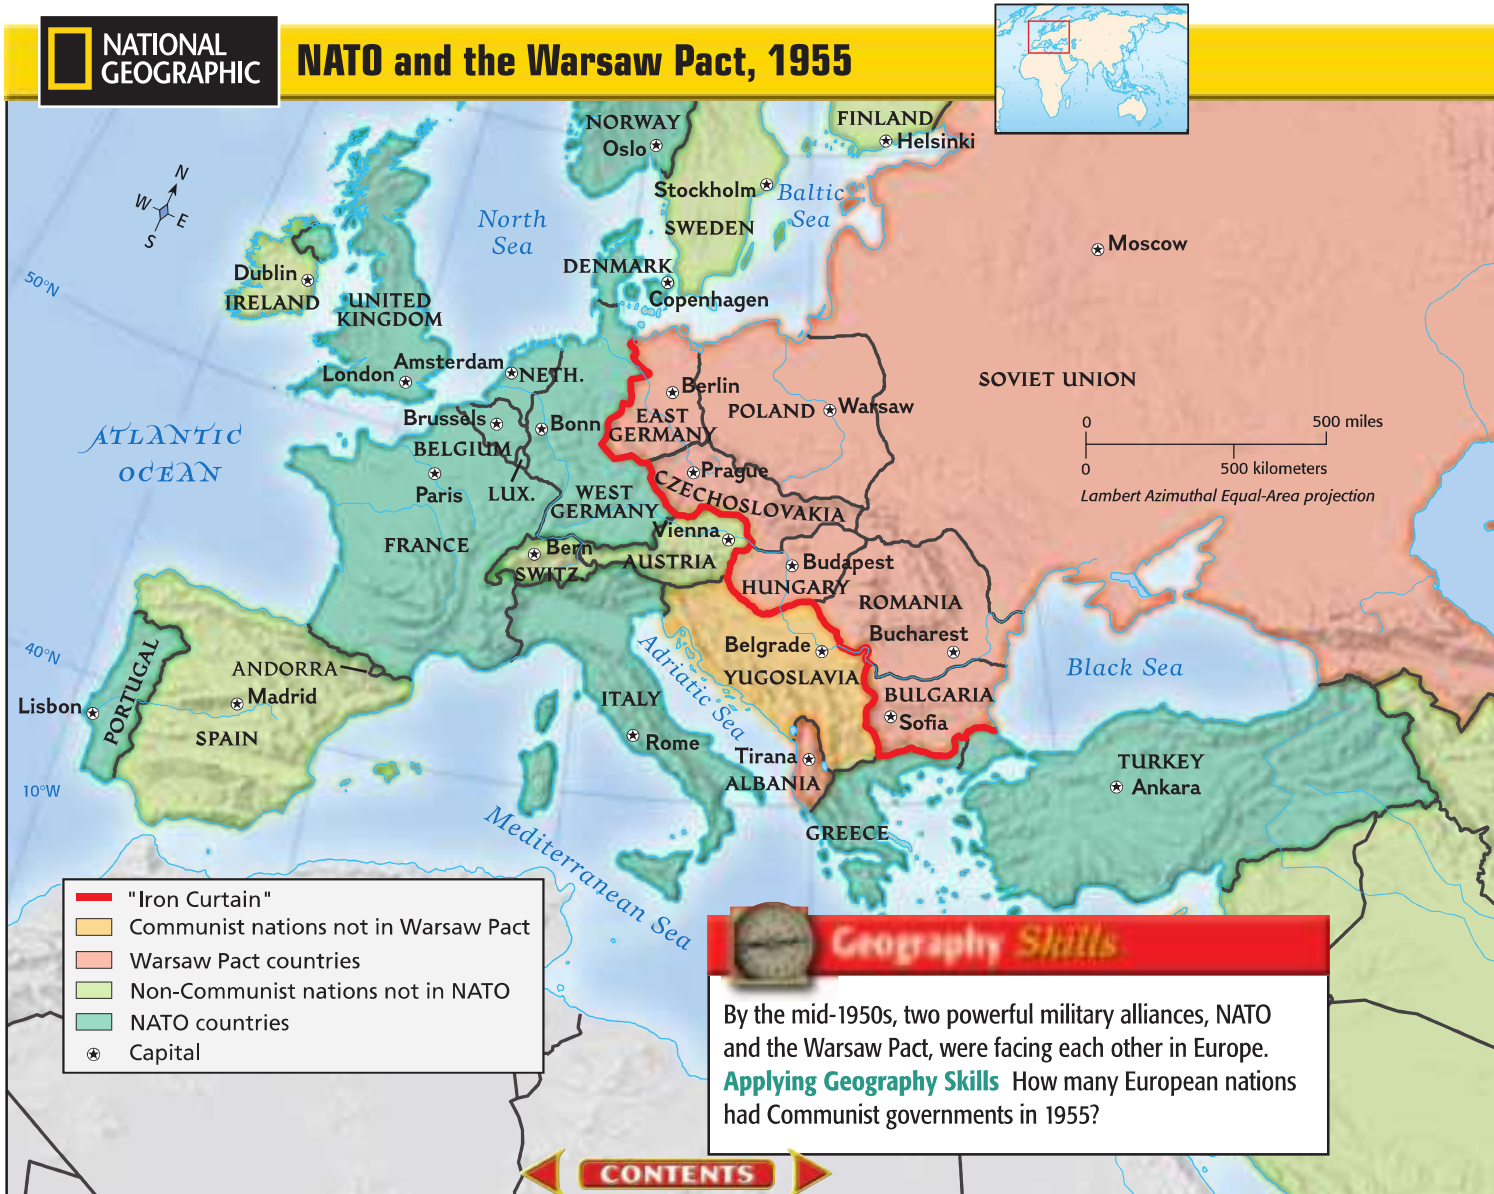 NATIONAL
GEOGRAPHIC
NATO and the Warsaw Pact, 1955
NORWAY
Oslo
FINLAND
Helsinki
Stockholm
SWEDEN
Baltic
Sea
North
Sea
N
W
E
S
Moscow
Dublin
IRELAND
50°N
DENMARK
Copenhagen
UNITED
KINGDOM
Amsterdam
NETH.
London
Berlin
EAST
GERMANY
POLAND
Warsaw
SOVIET UNION
0
500 miles
0
500 kilometers
Lambert Azimuthal Equal-Area projection
Brussels
BELGIUM
Bonn
ATLANTIC
OCEAN
Paris
LUX.
WEST
GERMANY
Prague
CZECHOSLOVAKIA
Vienna
FRANCE
Bern
SWITZ.
AUSTRIA
Budapest
HUNGARY
ROMANIA
Bucharest
Belgrade
YUGOSLAVIA
BULGARIA
Sofia
Black Sea
Adriatic Sea
40°N
PORTUGAL
Lisbon
ANDORRA
Madrid
SPAIN
ITALY
Rome
Tirana
ALBANIA
TURKEY
Ankara
10°W
GREECE
Mediterranean Sea
"Iron Curtain"
Communist nations not in Warsaw Pact
Warsaw Pact countries
Non-Communist nations not in NATO
NATO countries
Capital
Geography Skills
By the mid-1950s, two powerful military alliances, NATO
and the Warsaw Pact, were facing each other in Europe.
Applying Geography Skills How many European nations
had Communist governments in 1955?
CONTENTS